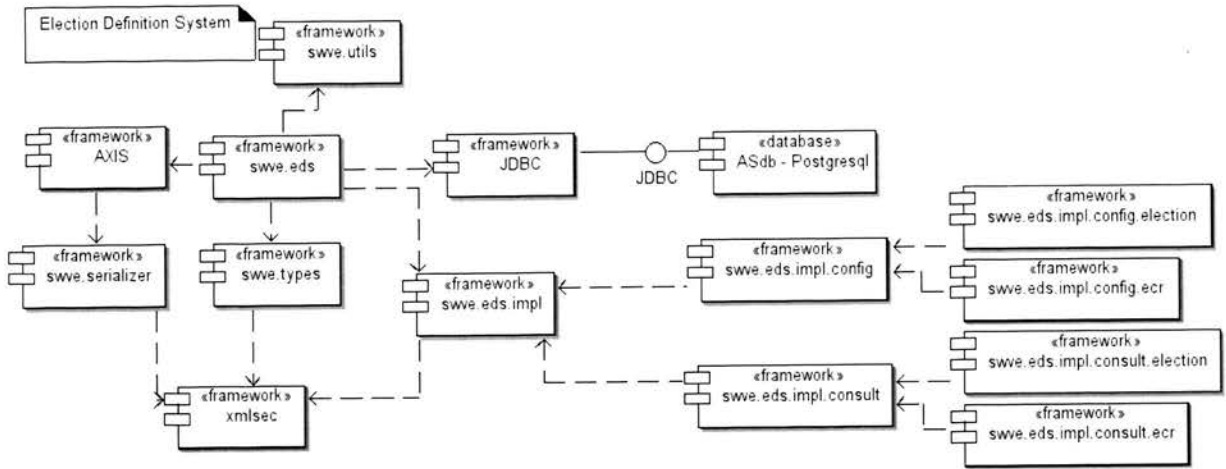 Election Definition System
«framework»
swve.utils
«framework»
AXIS
«framework»
swve.eds
«framework»
JDBC
JDBC
«database»
ASdb - Postgresql
«framework»
swve.serializer
«framework»
swve.types
«framework»
swve.eds.impl
«framework»
swve.eds.impl.config
«framework»
swve.eds.impl.config.election
«framework»
swve.eds.impl.config.ecr
«framework»
xmlsec
«framework»
swve.eds.impl.consult
«framework»
swve.eds.impl.consult.election
«framework»
swve.eds.impl.consult.ecr